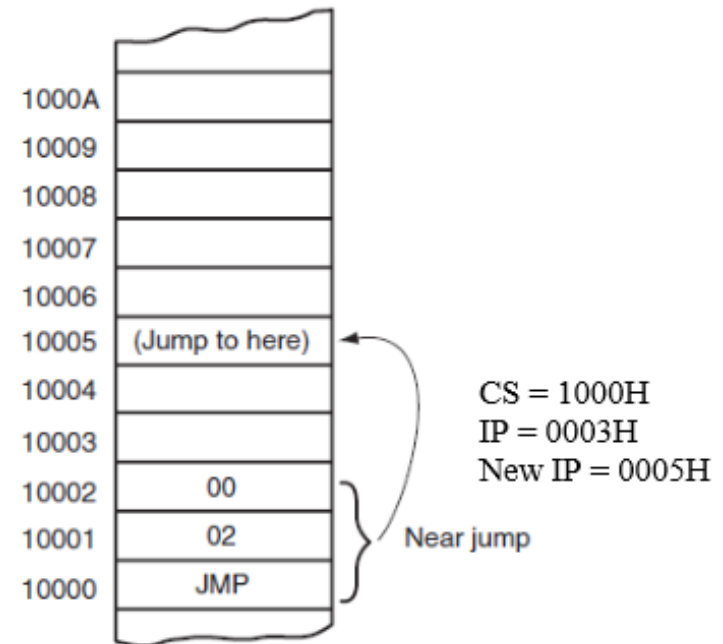 1000A
10009
10008
10007
10006
10005 (Jump to here)
10004
10003
10002 00
10001 02
10000 JMP
CS = 1000H
IP = 0003H
New IP = 0005H
Near jump